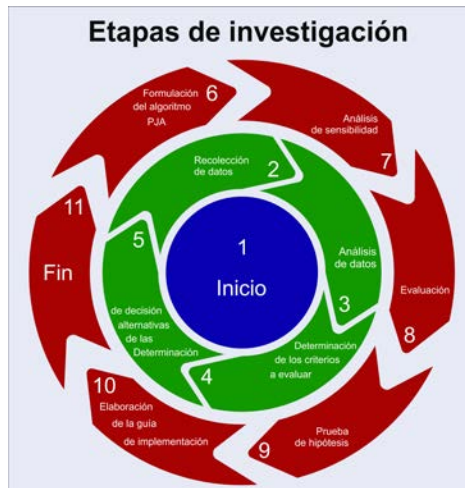 Etapas de investigación
1
Inicio
2
Recolección
de datos
3
Análisis
de datos
4
Determinación
de los criterios
a evaluar
5
de decisión
alternativas
de las
Determinación
6
Formulación
del algoritmo
PJA
7
Análisis
de sensibilidad
8
Evaluación
9
Prueba
de hipótesis
10
Elaboración
de la guía
de implementación
11
Fin